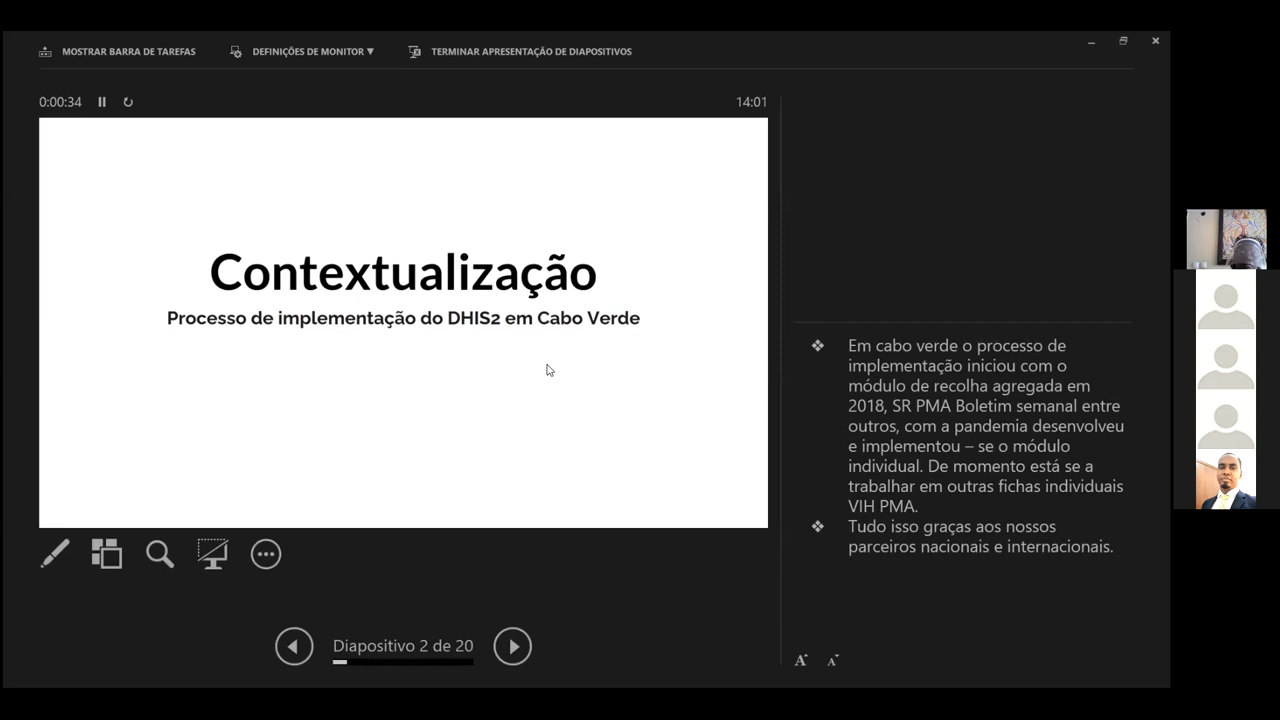 MOSTRAR BARRA DE TAREFAS
DEFINIÇÕES DE MONITOR ▼
TERMINAR APRESENTAÇÃO DE DIAPOSITIVOS
0:00:34
14:01
Contextualização
Processo de implementação do DHIS2 em Cabo Verde
❖ Em cabo verde o processo de
implementação iniciou com o
módulo de recolha agregada em
2018, SR PMA Boletim semanal entre
outros, com a pandemia desenvolveu
e implementou – se o módulo
individual. De momento está se a
trabalhar em outras fichas individuais
VIH PMA.
❖ Tudo isso graças aos nossos
parceiros nacionais e internacionais.
Diapositivo 2 de 20
A A